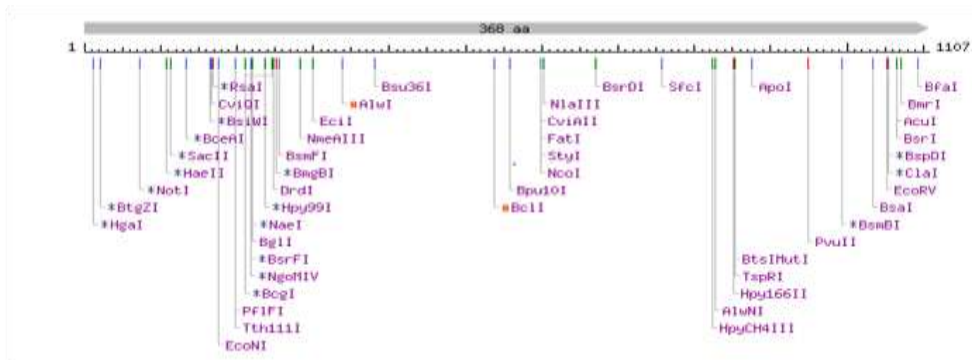 368 aa
1 1107
*RsaI Bsu36I BsrDI SfcI ApoI BfaI
CviQI *AlwI NlaIII BmrI
*BsiWI EciI CviAII AcuI
*BceAI NmeAIII FatI BsrI
*SacII BsmFI StyI *BspDI
*HaeII *BmgBI NcoI *ClaI
*NotI DrdI Bpu10I EcoRV
*BtgZI *Hpy99I *BclI BsaI
*HgaI *NaeI *BsmBI
BglI PvuII
*BsrFI BtsIMutI
*NgoMIV TspRI
*BcgI Hpy166II
PflFI AlwNI
Tth111I HpyCH4III
EcoNI